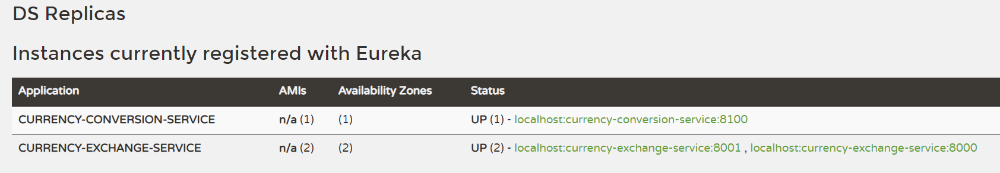 DS Replicas
Instances currently registered with Eureka
Application AMIs Availability Zones Status
CURRENCY-CONVERSION-SERVICE n/a (1) (1) UP (1) - localhost:currency-conversion-service:8100
CURRENCY-EXCHANGE-SERVICE n/a (2) (2) UP (2) - localhost:currency-exchange-service:8001 , localhost:currency-exchange-service:8000